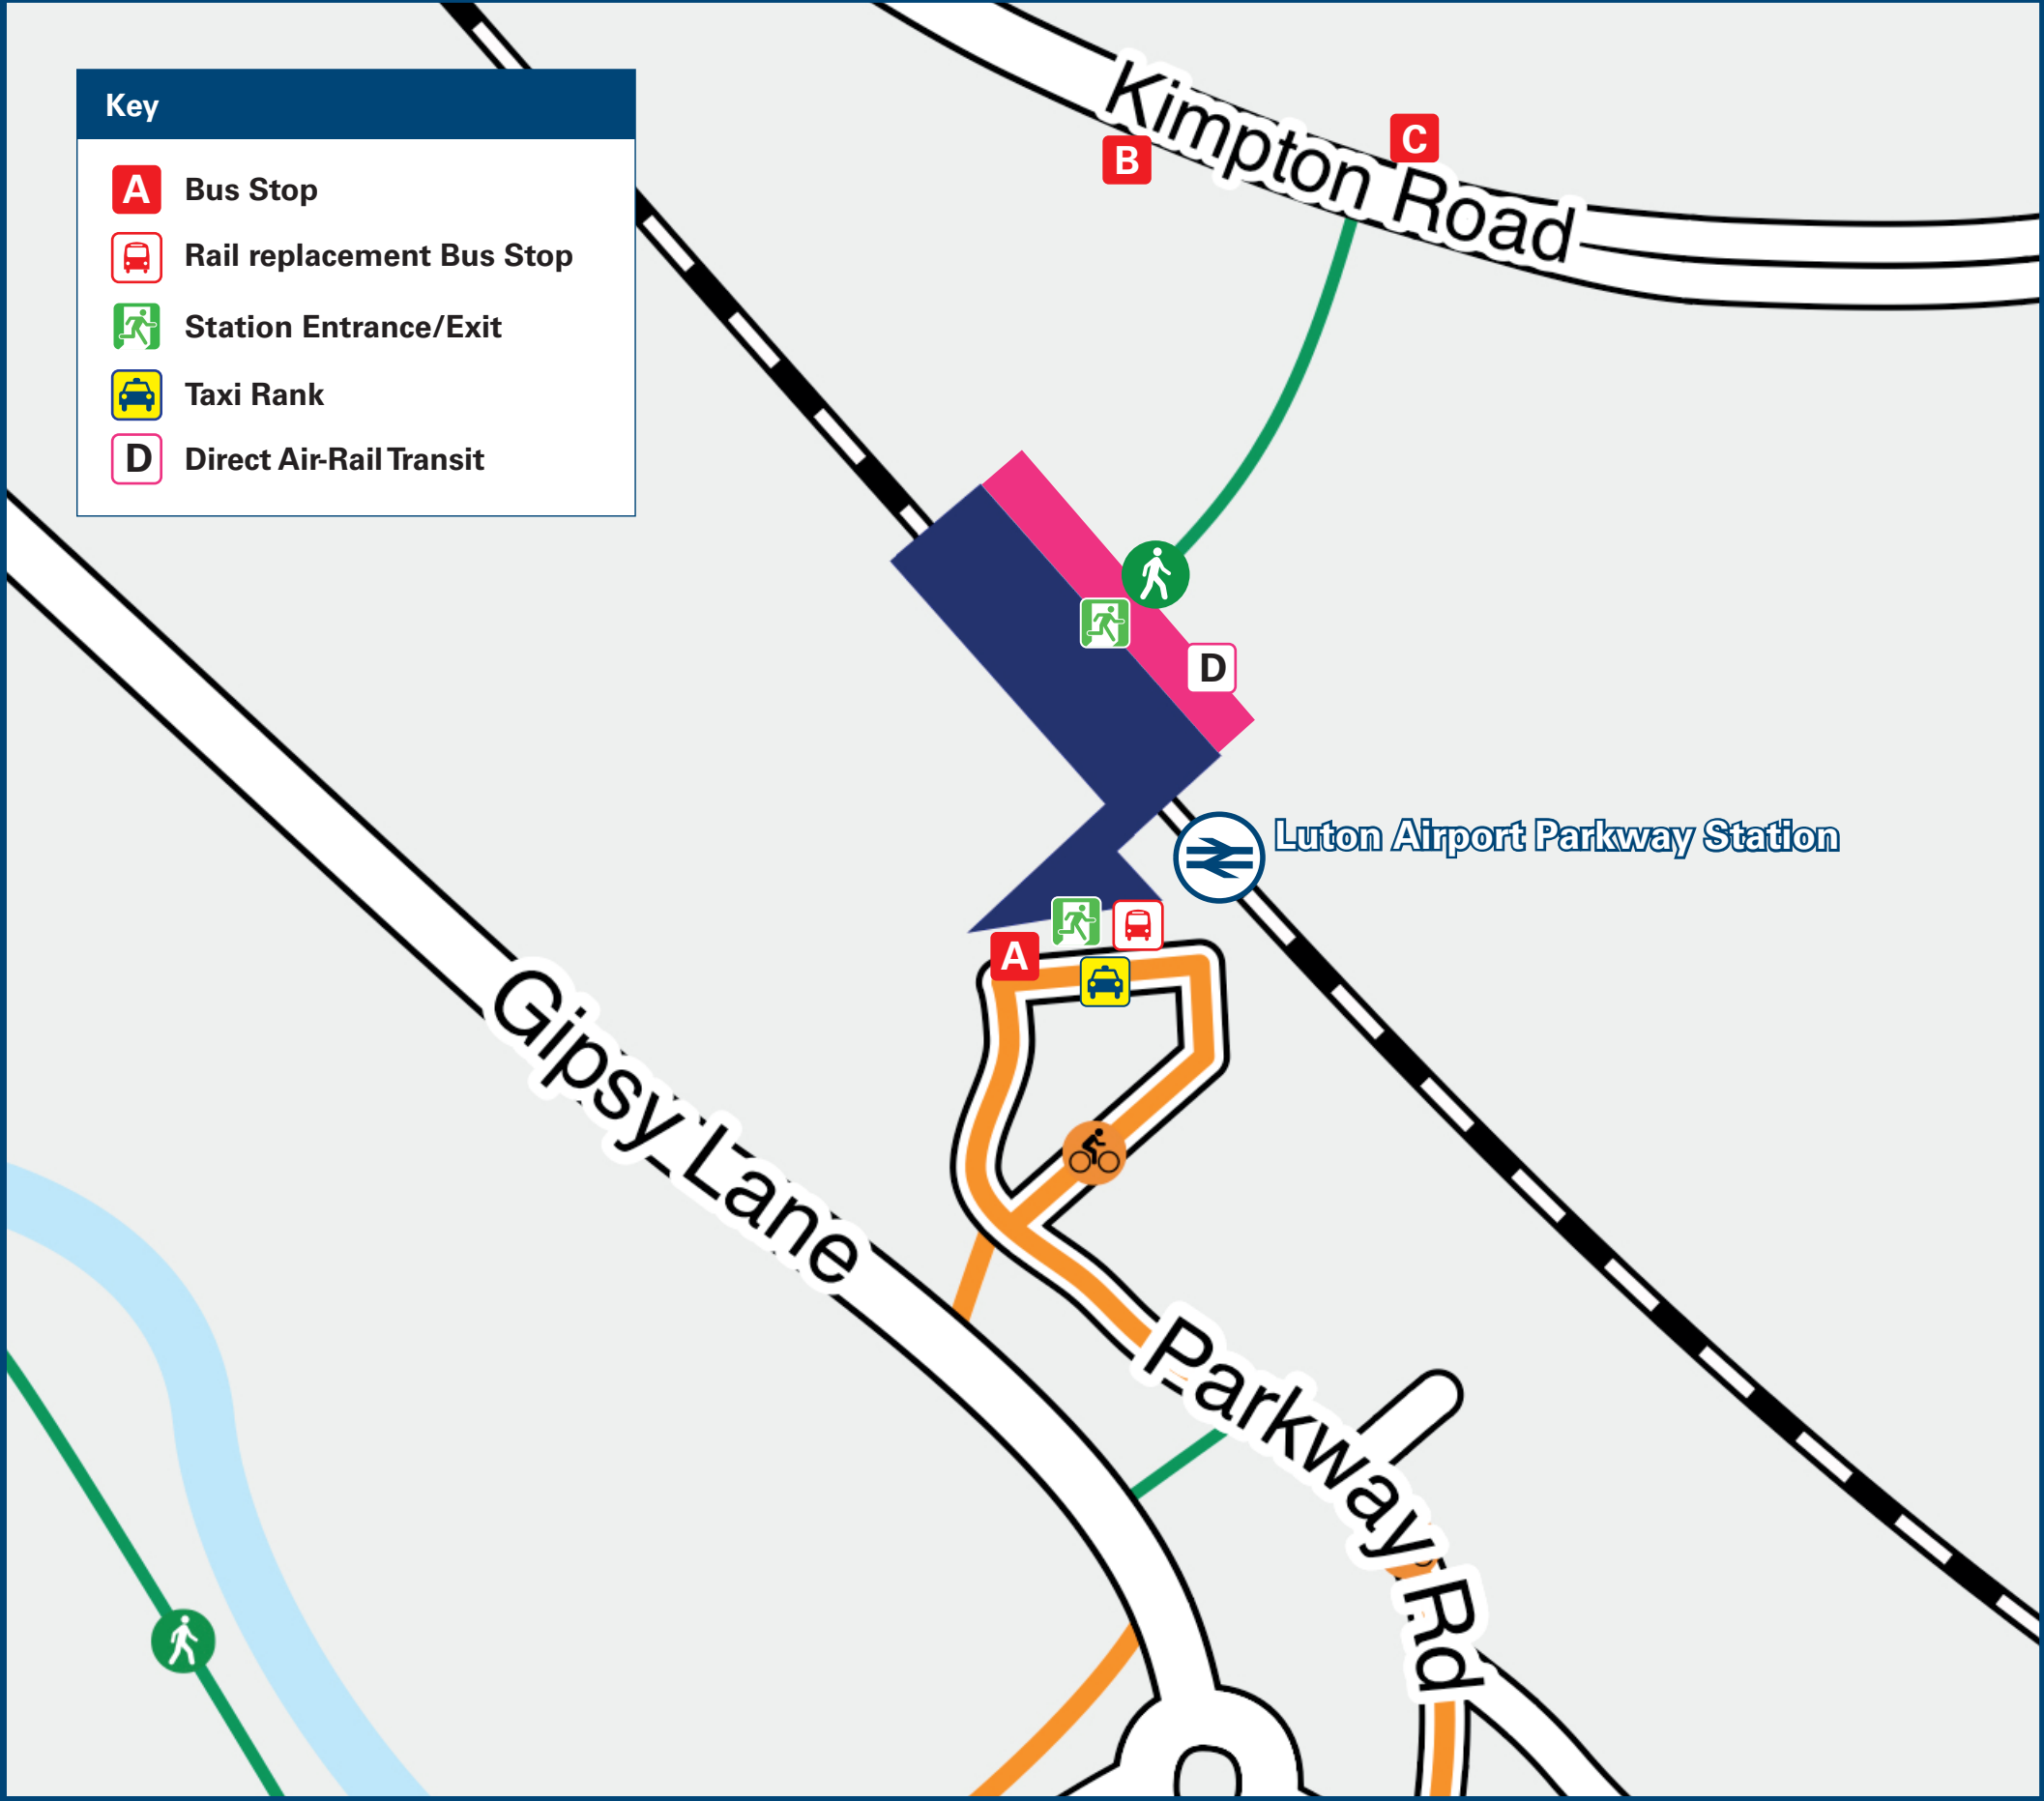 Key
A Bus Stop
Rail replacement Bus Stop
Station Entrance/Exit
Taxi Rank
D Direct Air-Rail Transit
Kimpton Road
B
C
D
Luton Airport Parkway Station
A
Gipsy Lane
Parkway Rd